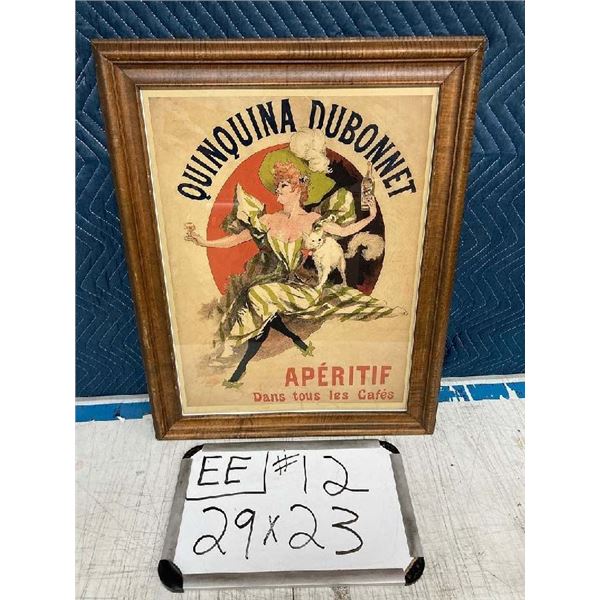 QUINQUINA DUBONNET
APÉRITIF
Dans tous les Cafés
EE #12
29x23